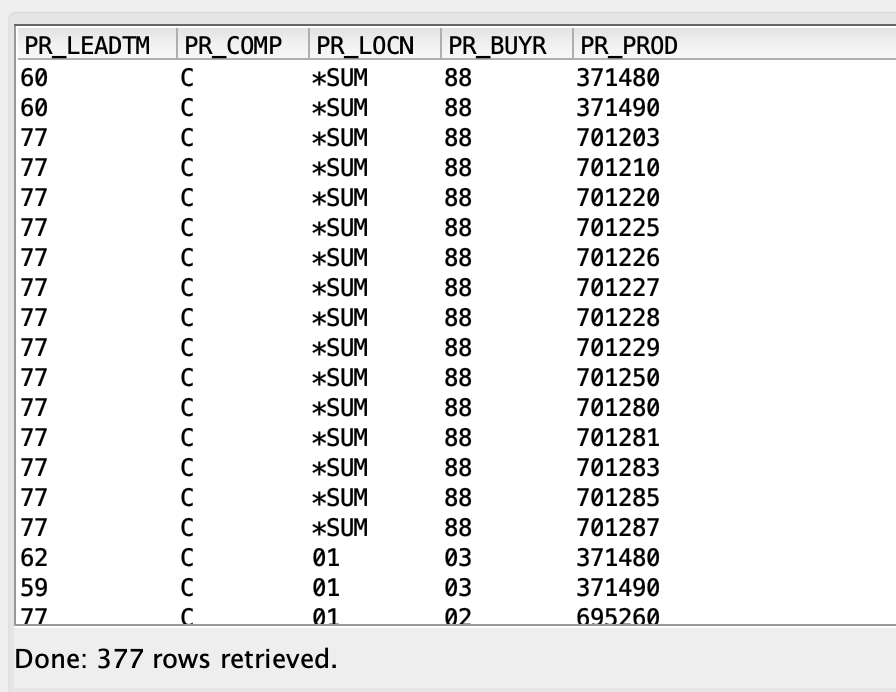 PR_LEADTM PR_COMP PR_LOCN PR_BUYR PR_PROD
60 C *SUM 88 371480
60 C *SUM 88 371490
77 C *SUM 88 701203
77 C *SUM 88 701210
77 C *SUM 88 701220
77 C *SUM 88 701225
77 C *SUM 88 701226
77 C *SUM 88 701227
77 C *SUM 88 701228
77 C *SUM 88 701229
77 C *SUM 88 701250
77 C *SUM 88 701280
77 C *SUM 88 701281
77 C *SUM 88 701283
77 C *SUM 88 701285
77 C *SUM 88 701287
62 C 01 03 371480
59 C 01 03 371490
77 C 01 02 695260
Done: 377 rows retrieved.